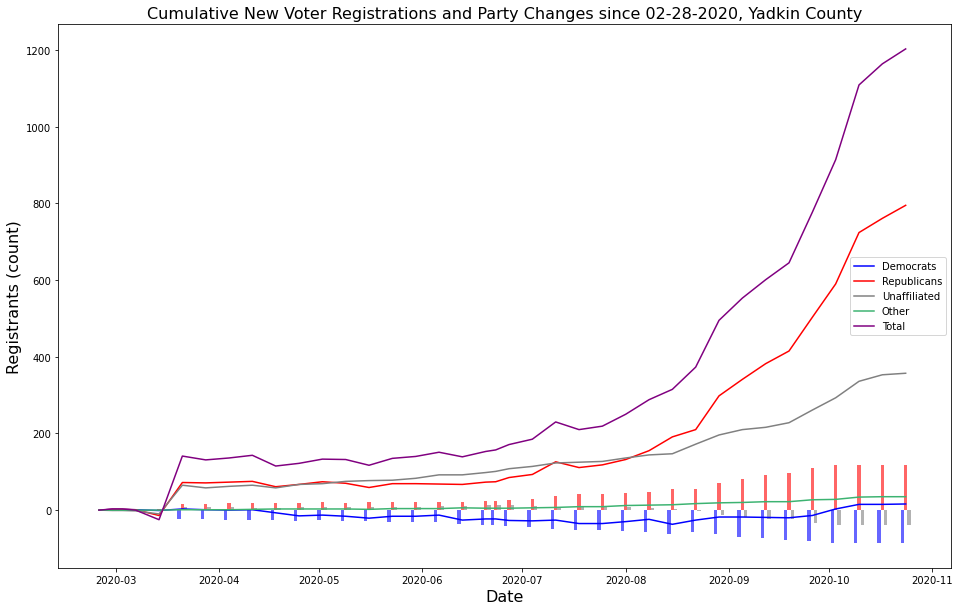 Cumulative New Voter Registrations and Party Changes since 02-28-2020, Yadkin County
Registrants (count)
1200
1000
800
600
400
200
0
Democrats
Republicans
Unaffiliated
Other
Total
2020-03
2020-04
2020-05
2020-06
2020-07
2020-08
2020-09
2020-10
2020-11
Date